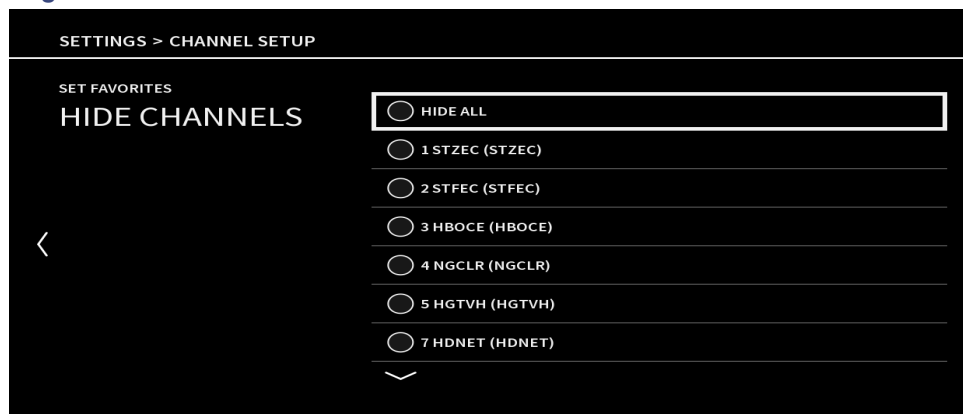 SETTINGS > CHANNEL SETUP
SET FAVORITES
HIDE CHANNELS
HIDE ALL
1 STZEC (STZEC)
2 STFEC (STFEC)
3 HBOCE (HBOCE)
4 NGCLR (NGCLR)
5 HGTVH (HGTVH)
7 HDNET (HDNET)